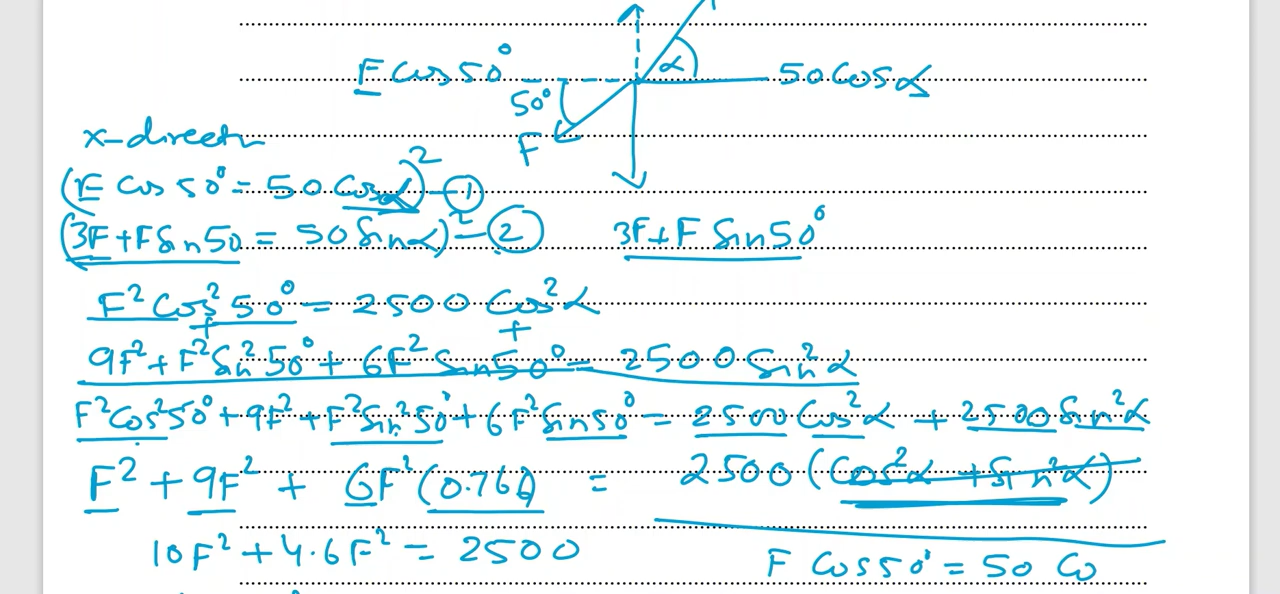 F Cos 50° 50 Cos α
α
50°
F
x-directn
(F Cos 50° = 50 Cos α)² - ①
(3F + F Sin 50 = 50 Sin α)² - ② 3F + F Sin 50°
F² Cos² 50° = 2500 Cos² α
+ +
9F² + F² Sin² 50° + 6F² Sin 50° = 2500 Sin² α
F² Cos² 50° + 9F² + F² Sin² 50° + 6F² Sin 50° = 2500 Cos² α + 2500 Sin² α
F² + 9F² + 6F² (0.766) = 2500 (Cos² α + Sin² α)
10F² + 4.6F² = 2500
F Cos 50° = 50 Co